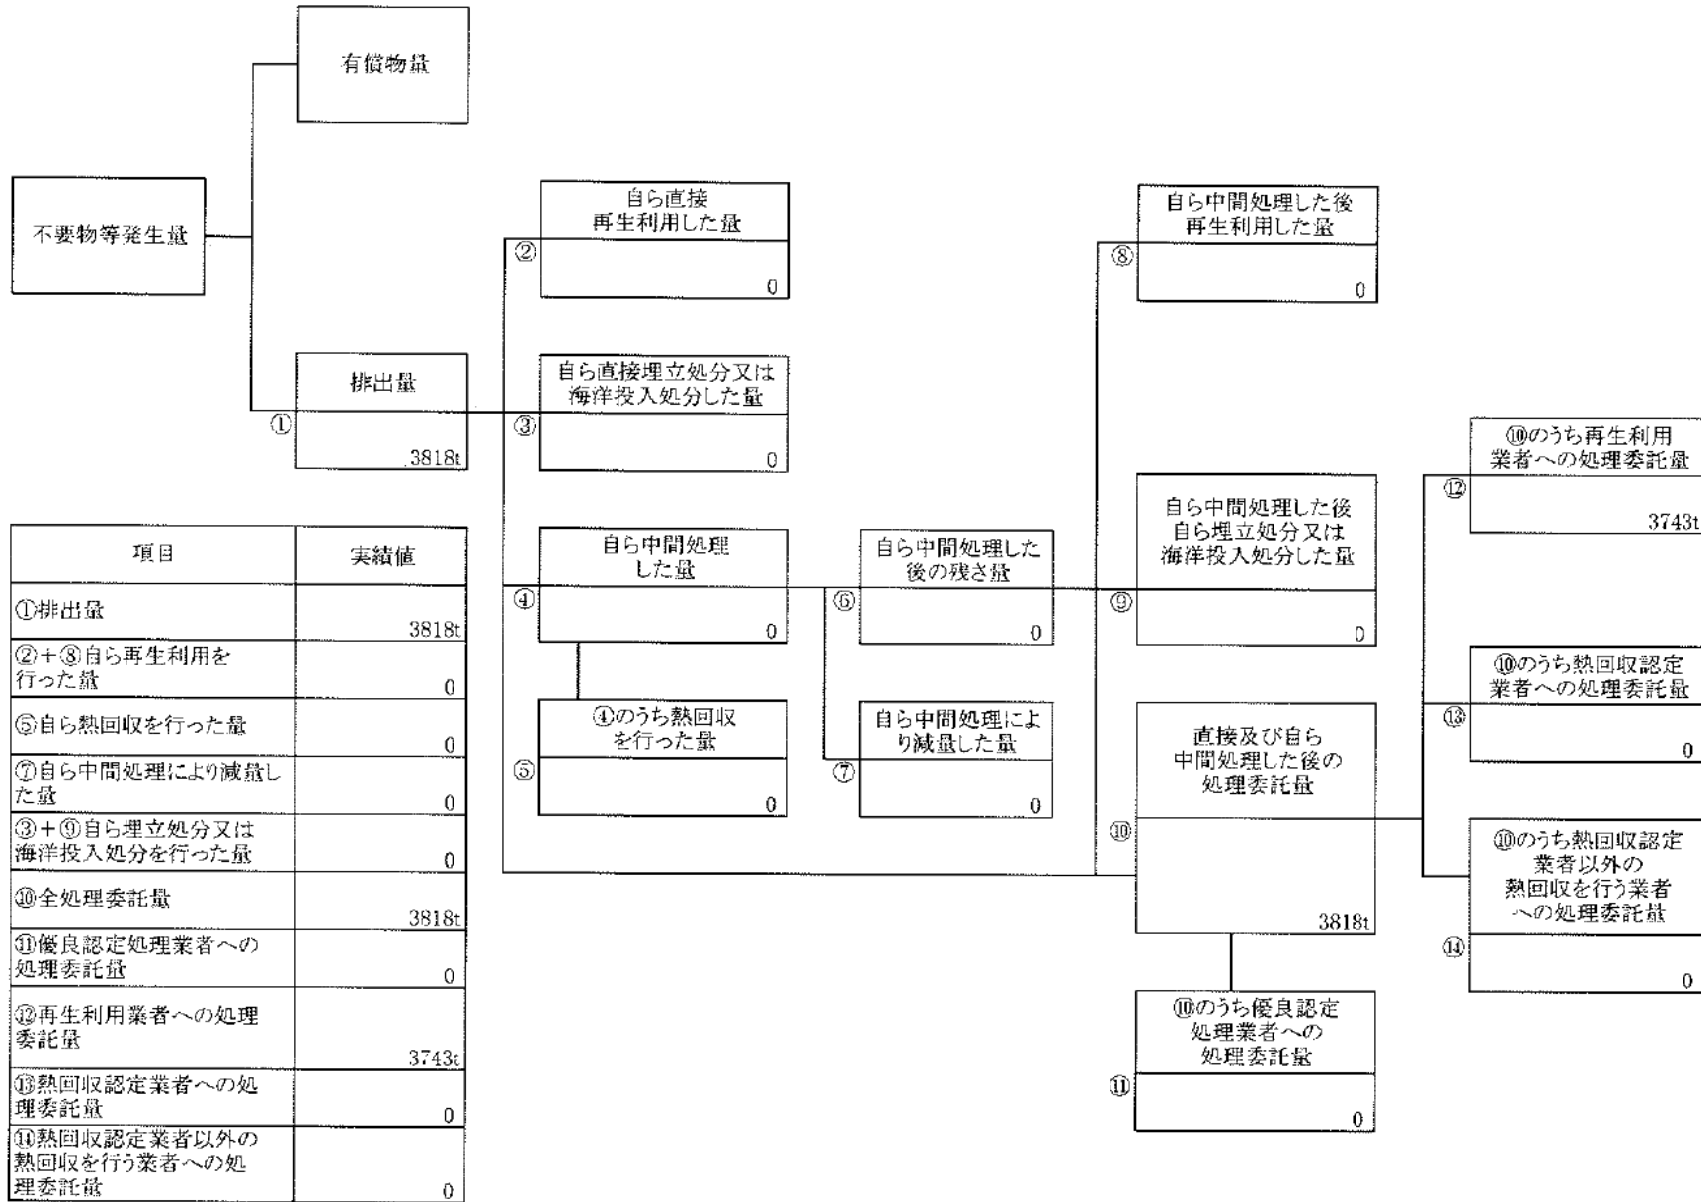 有償物量
不要物等発生量
排出量
①
3818t
自ら直接
再生利用した量
②
0
自ら直接埋立処分又は
海洋投入処分した量
③
0
自ら中間処理
した量
④
0
④のうち熱回収
を行った量
⑤
0
自ら中間処理した
後の残さ量
⑥
0
自ら中間処理によ
り減量した量
⑦
0
自ら中間処理した後
再生利用した量
⑧
0
自ら中間処理した後
自ら埋立処分又は
海洋投入処分した量
⑨
0
直接及び自ら
中間処理した後の
処理委託量
⑩
3818t
⑩のうち優良認定
処理業者への
処理委託量
⑪
0
⑩のうち再生利用
業者への処理委託量
⑫
3743t
⑩のうち熱回収認定
業者への処理委託量
⑬
0
⑩のうち熱回収認定
業者以外の
熱回収を行う業者
への処理委託量
⑭
0
項目 実績値
①排出量
3818t
②+⑧自ら再生利用を
行った量
0
⑤自ら熱回収を行った量
0
⑦自ら中間処理により減量し
た量
0
③+⑨自ら埋立処分又は
海洋投入処分を行った量
0
⑩全処理委託量
3818t
⑪優良認定処理業者への
処理委託量
0
⑫再生利用業者への処理
委託量
3743t
⑬熱回収認定業者への処
理委託量
0
⑭熱回収認定業者以外の
熱回収を行う業者への処
理委託量
0